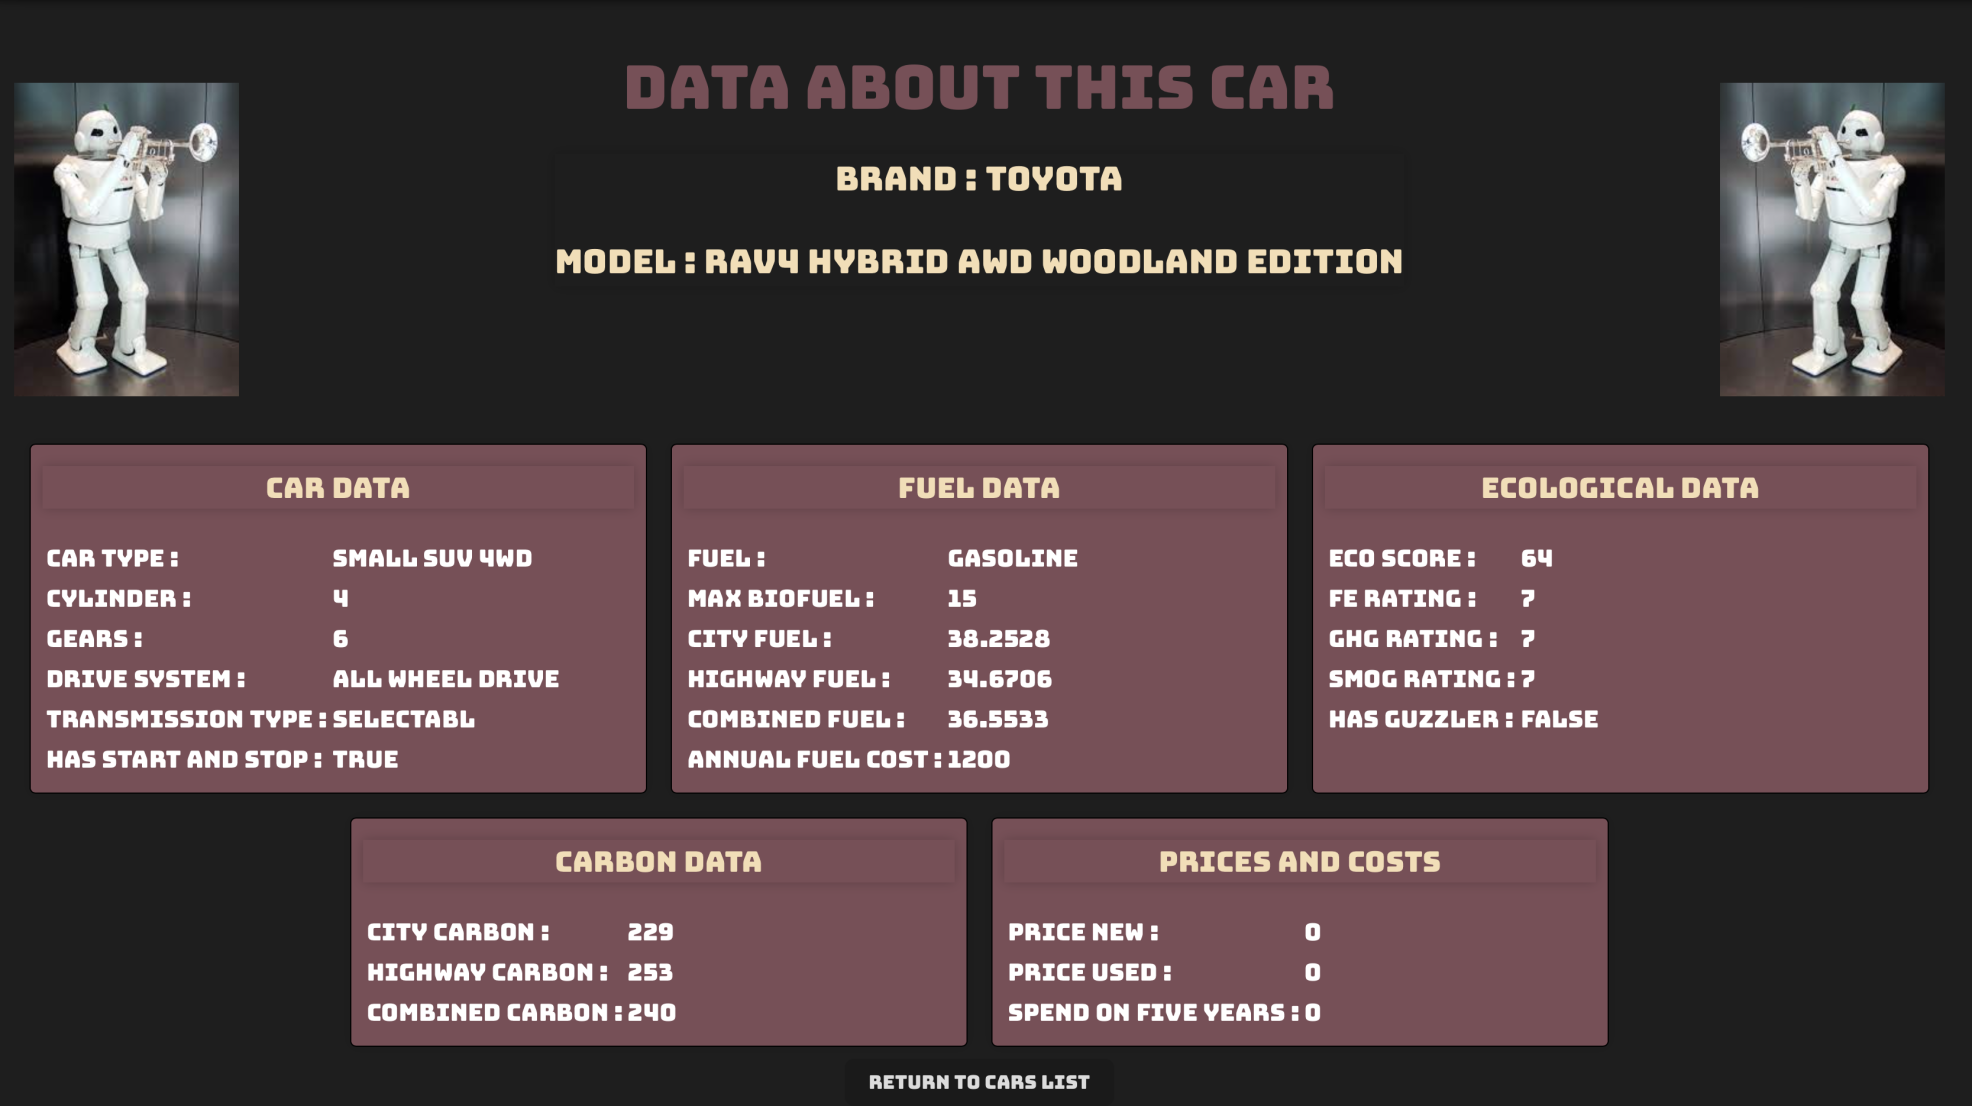 DATA ABOUT THIS CAR
BRAND : TOYOTA
MODEL : RAV4 HYBRID AWD WOODLAND EDITION
CAR DATA
CAR TYPE : SMALL SUV 4WD
CYLINDER : 4
GEARS : 6
DRIVE SYSTEM : ALL WHEEL DRIVE
TRANSMISSION TYPE : SELECTABL
HAS START AND STOP : TRUE
FUEL DATA
FUEL : GASOLINE
MAX BIOFUEL : 15
CITY FUEL : 38.2528
HIGHWAY FUEL : 34.6706
COMBINED FUEL : 36.5533
ANNUAL FUEL COST : 1200
ECOLOGICAL DATA
ECO SCORE : 64
FE RATING : 7
GHG RATING : 7
SMOG RATING : 7
HAS GUZZLER : FALSE
CARBON DATA
CITY CARBON : 229
HIGHWAY CARBON : 253
COMBINED CARBON : 240
PRICES AND COSTS
PRICE NEW : 0
PRICE USED : 0
SPEND ON FIVE YEARS : 0
RETURN TO CARS LIST